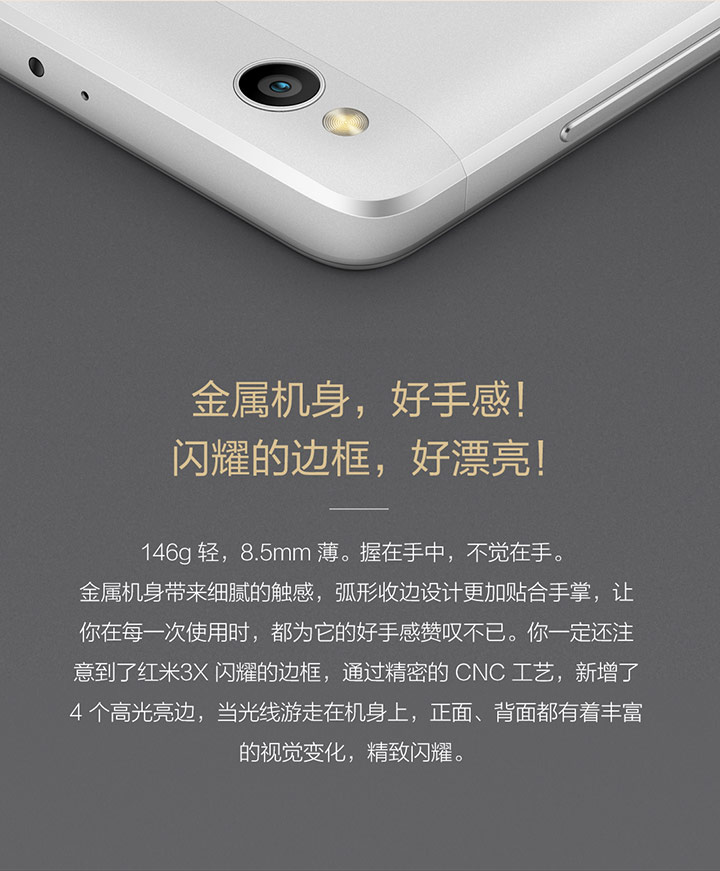 金属机身，好手感！
闪耀的边框，好漂亮！
146g 轻，8.5mm 薄。握在手中，不觉在手。
金属机身带来细腻的触感，弧形收边设计更加贴合手掌，让
你在每一次使用时，都为它的好手感赞叹不已。你一定还注
意到了红米3X 闪耀的边框，通过精密的 CNC 工艺，新增了
4 个高光亮边，当光线游走在机身上，正面、背面都有着丰富
的视觉变化，精致闪耀。